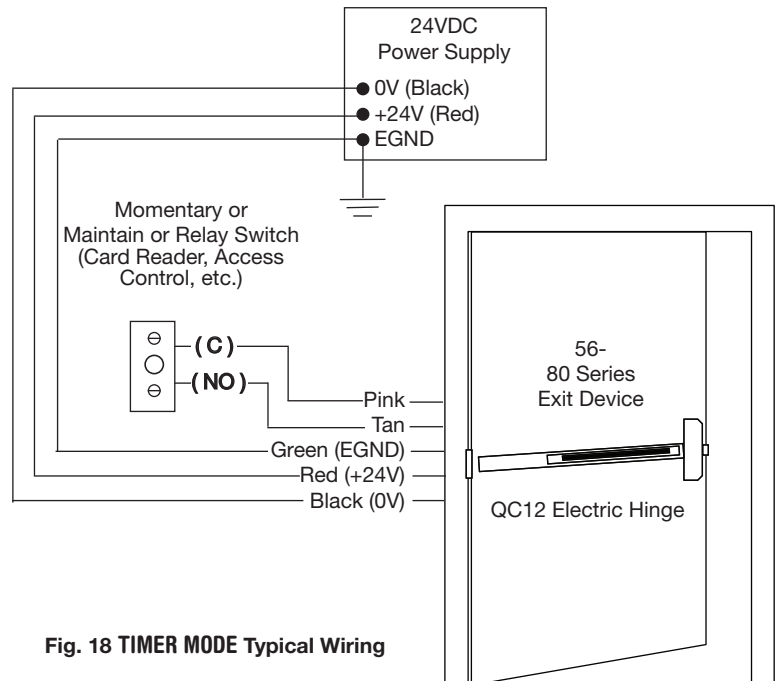 24VDC
Power Supply
0V (Black)
+24V (Red)
EGND
Momentary or
Maintain or Relay Switch
(Card Reader, Access
Control, etc.)
(C)
(NO)
Pink
Tan
Green (EGND)
Red (+24V)
Black (0V)
56-
80 Series
Exit Device
QC12 Electric Hinge
Fig. 18 TIMER MODE Typical Wiring